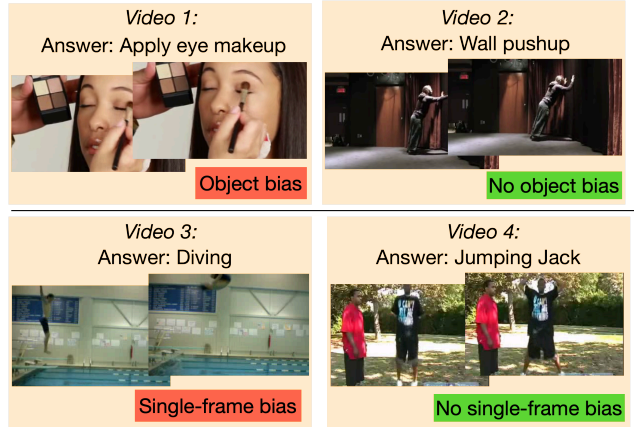 Video 1:
Answer: Apply eye makeup
Object bias
Video 2:
Answer: Wall pushup
No object bias
Video 3:
Answer: Diving
Single-frame bias
Video 4:
Answer: Jumping Jack
No single-frame bias